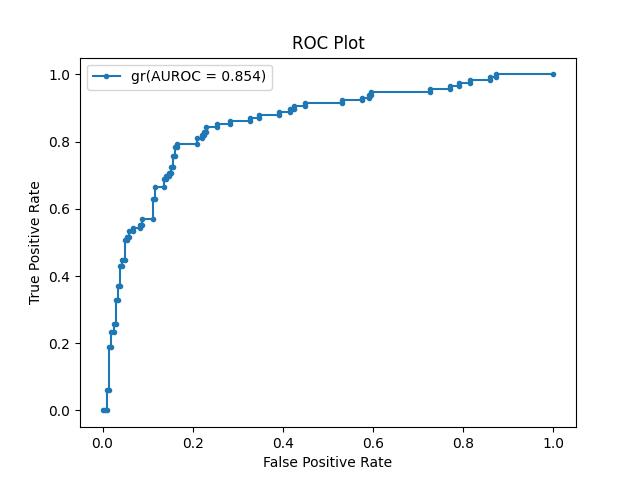 ROC Plot
gr(AUROC = 0.854)
1.0
0.8
0.6
0.4
0.2
0.0
True Positive Rate
0.0 0.2 0.4 0.6 0.8 1.0
False Positive Rate